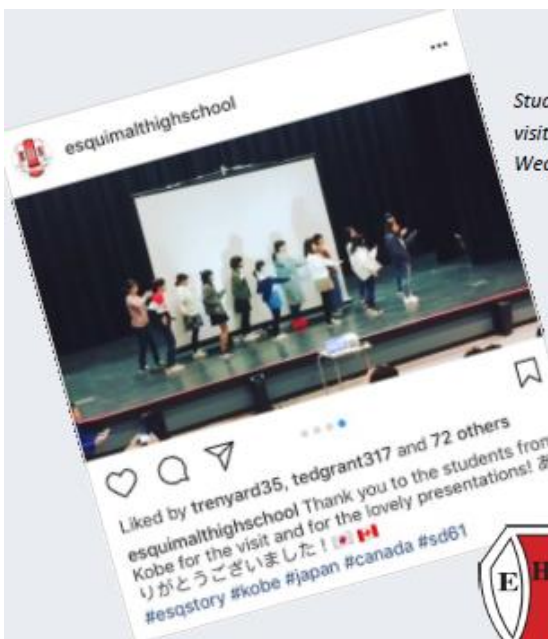 esquimalthighschool
visit
Liked by trenyard35, tedgrant317 and 72 others
esquimalthighschool Thank you to the students from
Kobe for the visit and for the lovely presentations! あ
りがとうございました！🇯🇵🇨🇦
#esqstory #kobe #japan #canada #sd61
E H